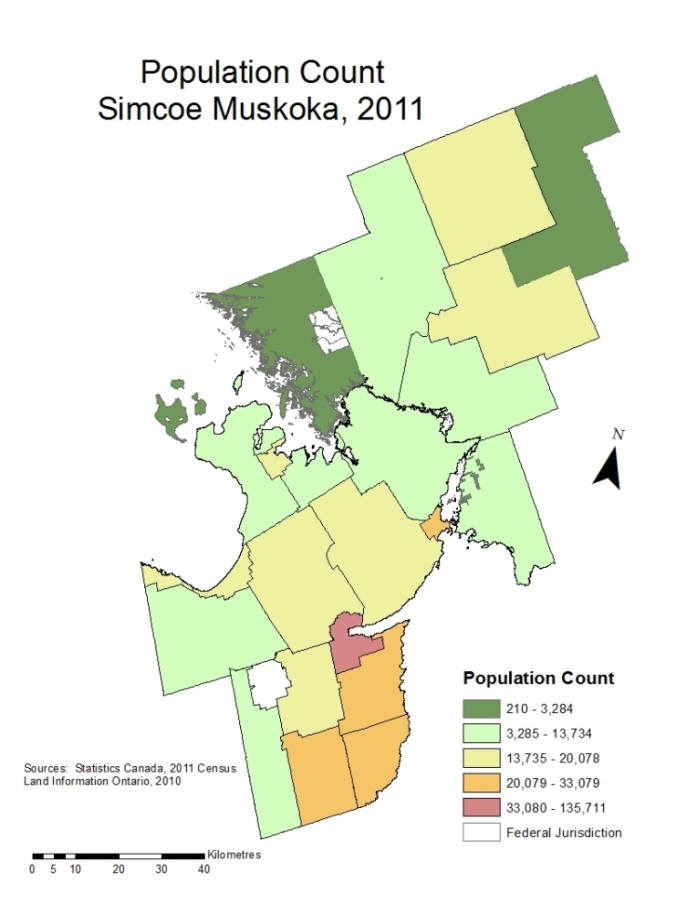 Population Count
Simcoe Muskoka, 2011
N
Population Count
210 - 3,284
3,285 - 13,734
13,735 - 20,078
20,079 - 33,079
33,080 - 135,711
Federal Jurisdiction
Sources: Statistics Canada, 2011 Census
Land Information Ontario, 2010
Kilometres
0 5 10 20 30 40